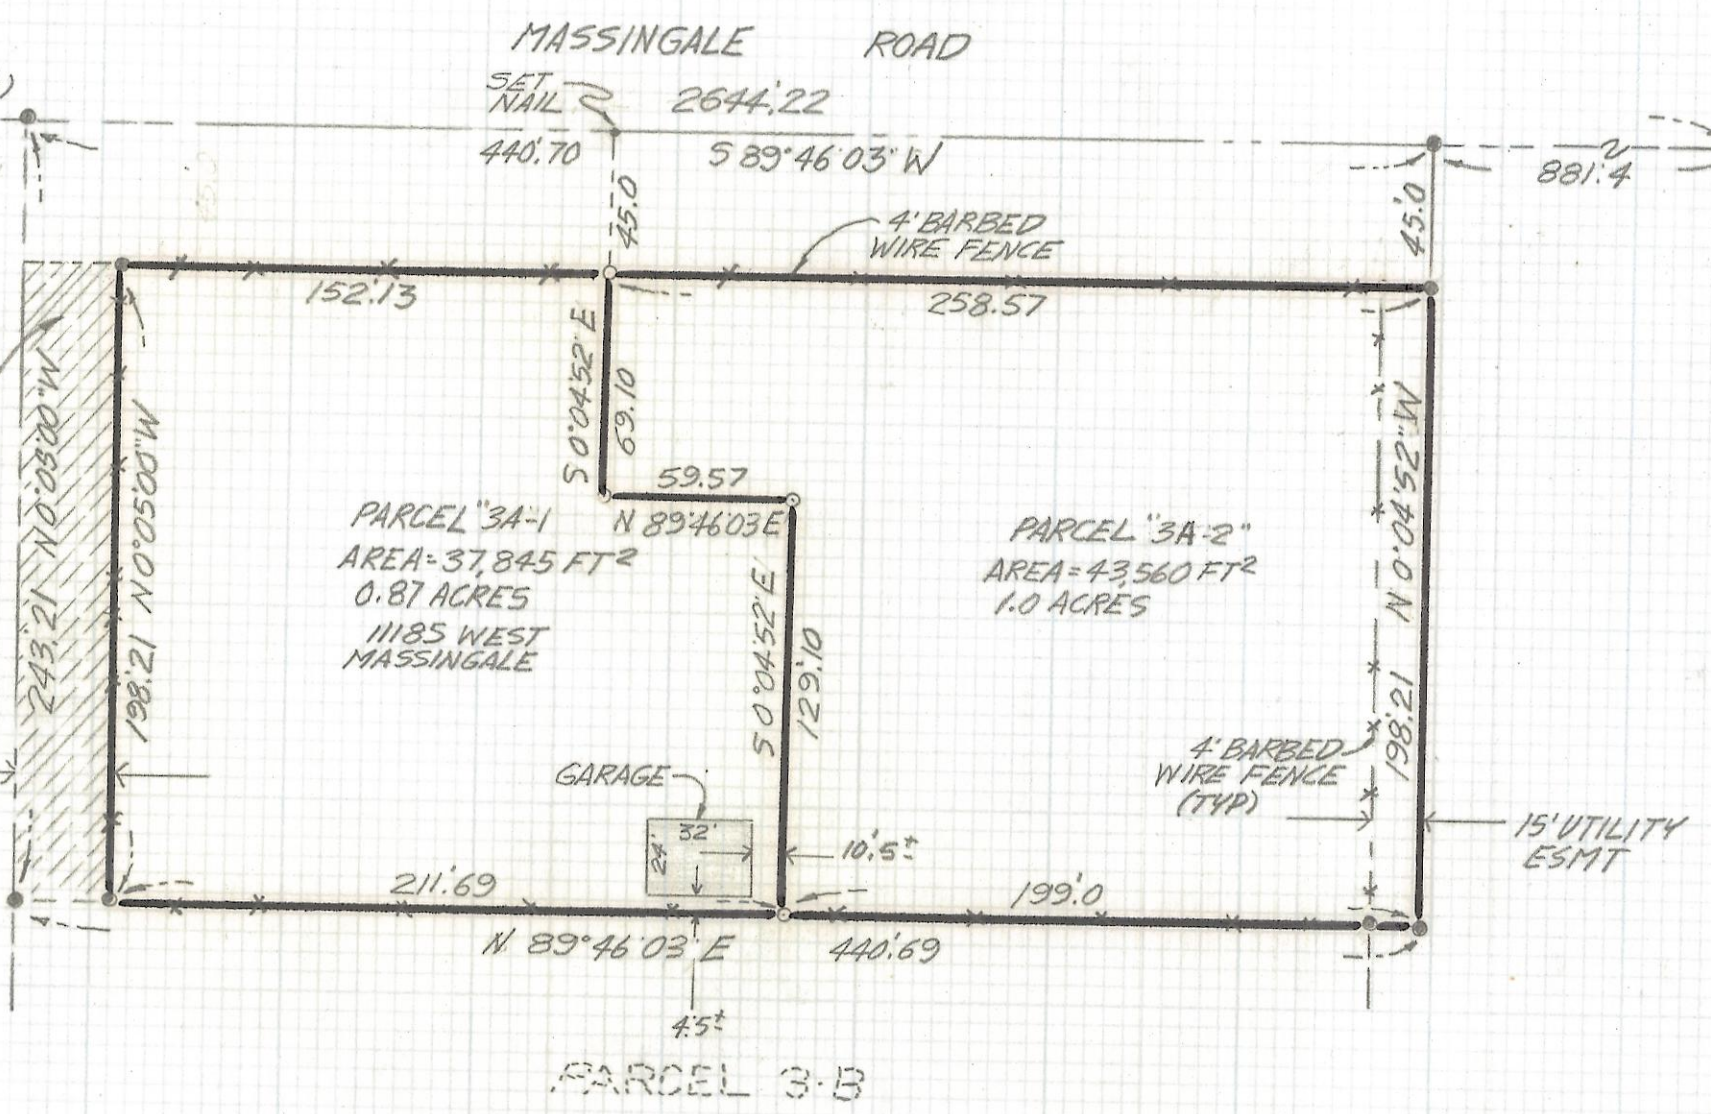 MASSINGALE ROAD
SET
NAIL
2644.22
440.70
S 89°46'03" W
881.4
45.0
45.0
4' BARBED
WIRE FENCE
152.13
258.57
S 0°04'52" E
69.10
59.57
N 89°46'03 E
243.21 N 0°05'00" W
198.21 N 0°05'00" W
PARCEL "3A-1
AREA=37,845 FT²
0.87 ACRES
11185 WEST
MASSINGALE
PARCEL "3A-2"
AREA=43,560 FT²
1.0 ACRES
S 0°04'52" E
129.10
198.21 N 0°04'52" W
4' BARBED
WIRE FENCE
(TYP)
GARAGE
32'
24'
10.5±
15' UTILITY
ESMT
211.69
199.0
N 89°46'03" E
440.69
4.5±
PARCEL 3-B